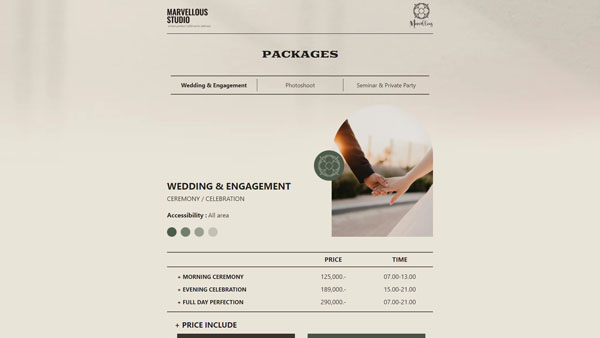 MARVELLOUS
STUDIO
PACKAGES
Wedding & Engagement
Photoshoot
Seminar & Private Party
WEDDING & ENGAGEMENT
CEREMONY / CELEBRATION
Accessibility : All area
PRICE TIME
+ MORNING CEREMONY 125,000.- 07.00-13.00
+ EVENING CELEBRATION 189,000.- 15.00-21.00
+ FULL DAY PERFECTION 290,000.- 07.00-21.00
+ PRICE INCLUDE